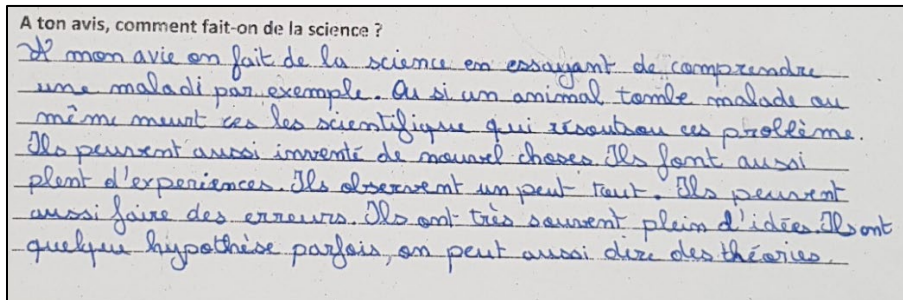 A ton avis, comment fait-on de la science ?
A mon avie on fait de la science en essayant de comprendre
une maladi par exemple. Ou si un animal tombe malade ou
même meurt ces les scientifique qui résoutsou ces problème.
Ils peuvent aussi inventé de nouvel choses. Ils font aussi
plent d'experiences. Ils observent un peut tout. Ils peuvent
aussi faire des erreurs. Ils ont très souvent plein d'idées. Ils ont
quelque hypothèse parfois, on peut aussi dire des théories.